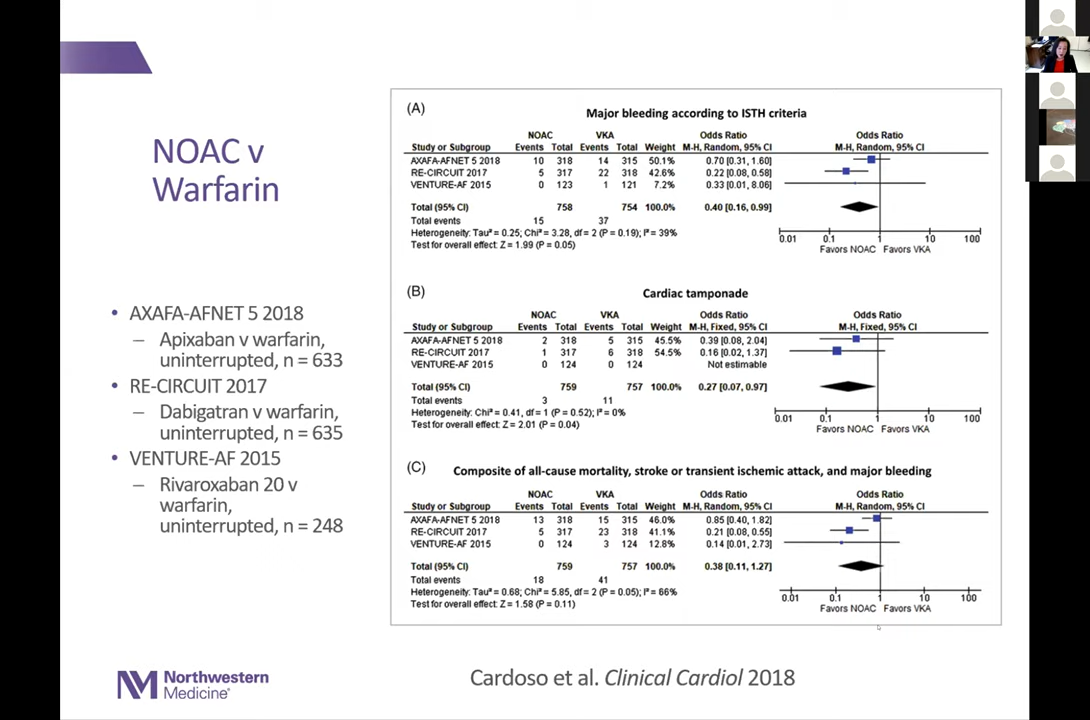 NOAC v
Warfarin
• AXAFA-AFNET 5 2018
– Apixaban v warfarin,
uninterrupted, n = 633
• RE-CIRCUIT 2017
– Dabigatran v warfarin,
uninterrupted, n = 635
• VENTURE-AF 2015
– Rivaroxaban 20 v
warfarin,
uninterrupted, n = 248
(A) Major bleeding according to ISTH criteria
NOAC VKA Odds Ratio Odds Ratio
Study or Subgroup Events Total Events Total Weight M-H, Random, 95% CI M-H, Random, 95% CI
AXAFA-AFNET 5 2018 10 318 14 315 50.1% 0.70 [0.31, 1.60]
RE-CIRCUIT 2017 5 317 22 318 42.6% 0.22 [0.08, 0.58]
VENTURE-AF 2015 0 123 1 121 7.2% 0.33 [0.01, 8.06]
Total (95% CI) 758 754 100.0% 0.40 [0.16, 0.99]
Total events 15 37
Heterogeneity: Tau² = 0.25; Chi² = 3.28, df = 2 (P = 0.19); I² = 39%
Test for overall effect: Z = 1.99 (P = 0.05)
0.01 0.1 1 10 100
Favors NOAC Favors VKA
(B) Cardiac tamponade
NOAC VKA Odds Ratio Odds Ratio
Study or Subgroup Events Total Events Total Weight M-H, Fixed, 95% CI M-H, Fixed, 95% CI
AXAFA-AFNET 5 2018 2 318 5 315 45.5% 0.39 [0.08, 2.04]
RE-CIRCUIT 2017 1 317 6 318 54.5% 0.16 [0.02, 1.37]
VENTURE-AF 2015 0 124 0 124 Not estimable
Total (95% CI) 759 757 100.0% 0.27 [0.07, 0.97]
Total events 3 11
Heterogeneity: Chi² = 0.41, df = 1 (P = 0.52); I² = 0%
Test for overall effect: Z = 2.01 (P = 0.04)
0.01 0.1 1 10 100
Favors NOAC Favors VKA
(C) Composite of all-cause mortality, stroke or transient ischemic attack, and major bleeding
NOAC VKA Odds Ratio Odds Ratio
Study or Subgroup Events Total Events Total Weight M-H, Random, 95% CI M-H, Random, 95% CI
AXAFA-AFNET 5 2018 13 318 15 315 46.0% 0.85 [0.40, 1.82]
RE-CIRCUIT 2017 5 317 23 318 41.1% 0.21 [0.08, 0.55]
VENTURE-AF 2015 0 124 3 124 12.8% 0.14 [0.01, 2.73]
Total (95% CI) 759 757 100.0% 0.38 [0.11, 1.27]
Total events 18 41
Heterogeneity: Tau² = 0.68; Chi² = 5.85, df = 2 (P = 0.05); I² = 66%
Test for overall effect: Z = 1.58 (P = 0.11)
0.01 0.1 1 10 100
Favors NOAC Favors VKA
NM Northwestern
Medicine®
Cardoso et al. Clinical Cardiol 2018